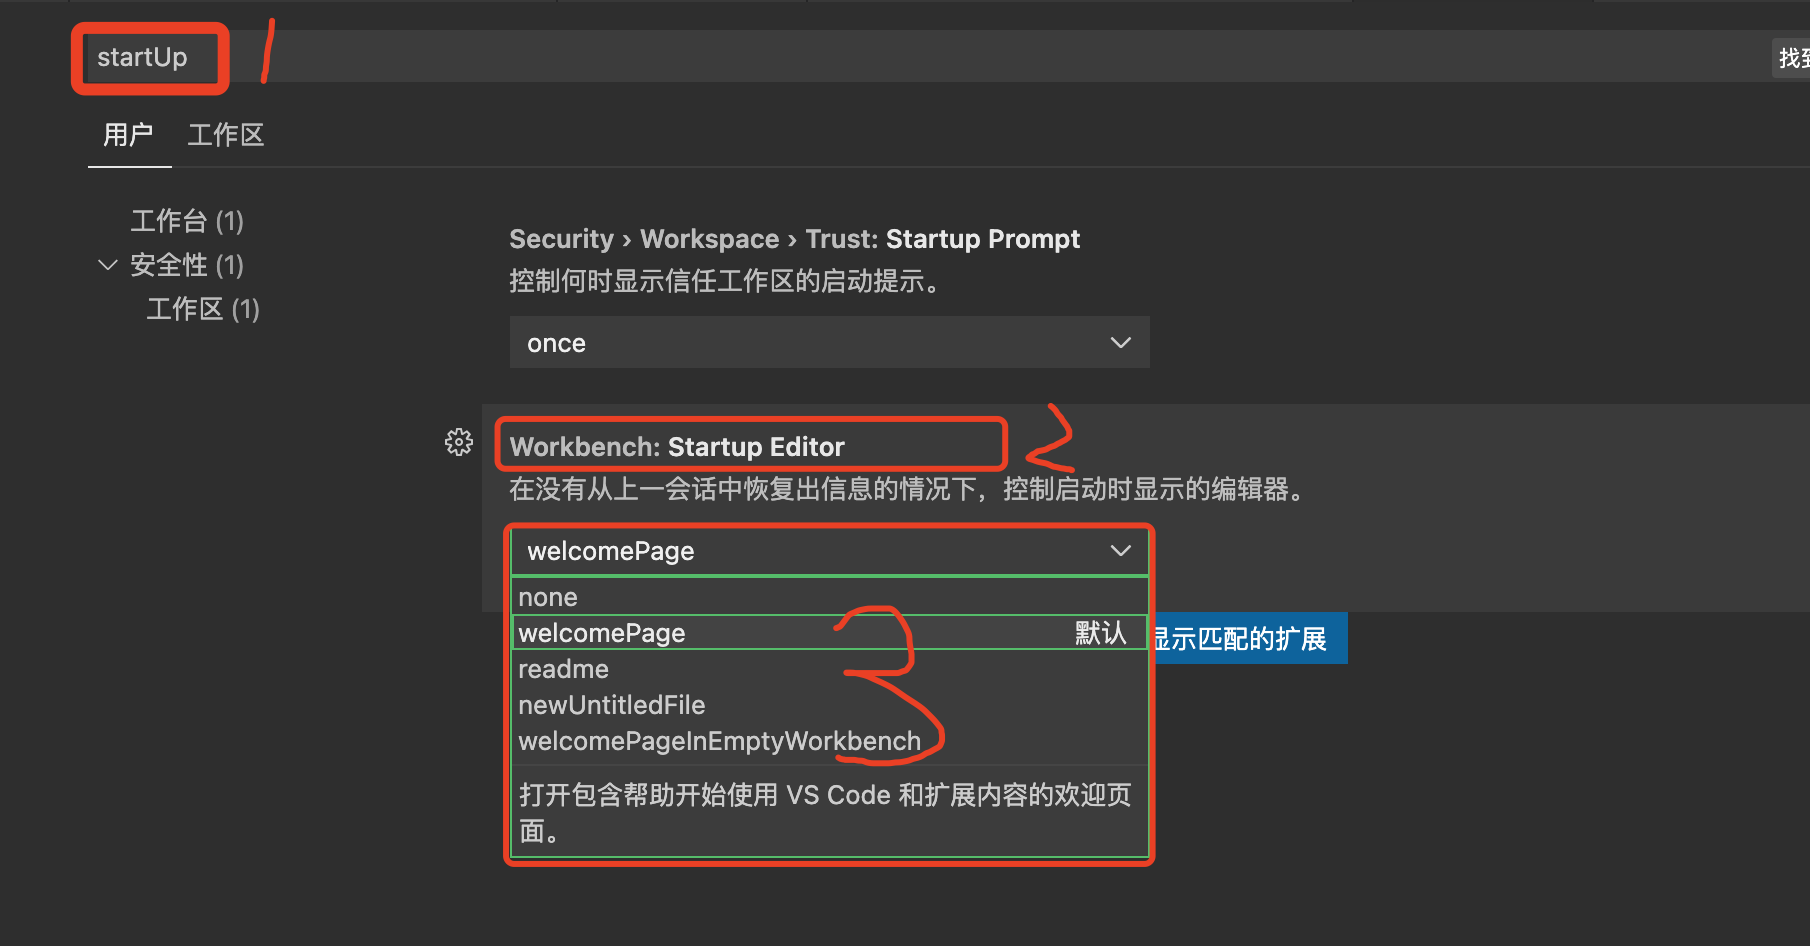 startUp
1
找到
用户 工作区
工作台 (1)
安全性 (1)
工作区 (1)
Security › Workspace › Trust: Startup Prompt
控制何时显示信任工作区的启动提示。
once
Workbench: Startup Editor
2
在没有从上一会话中恢复出信息的情况下，控制启动时显示的编辑器。
welcomePage
none
welcomePage 默认
显示匹配的扩展
readme
3
newUntitledFile
welcomePageInEmptyWorkbench
打开包含帮助开始使用 VS Code 和扩展内容的欢迎页
面。